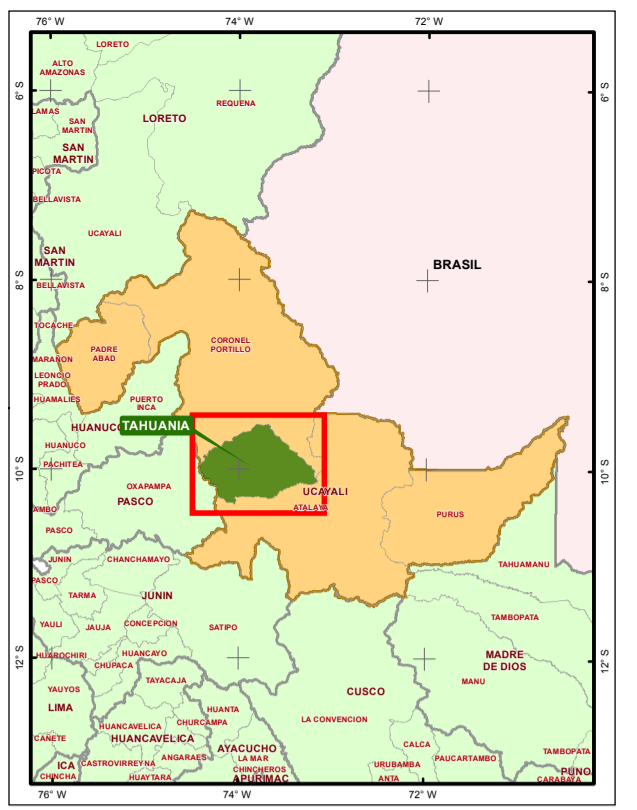 76° W
74° W
72° W
LORETO
ALTO
AMAZONAS
6° S
6° S
REQUENA
LAMAS
SAN
MARTIN
LORETO
SAN
MARTIN
PICOTA
BELLAVISTA
UCAYALI
SAN
MARTIN
BRASIL
8° S
8° S
BELLAVISTA
TOCACHE
CORONEL
PORTILLO
PADRE
ABAD
MARAÑON
LEONCIO
PRADO
HUAMALIES
PUERTO
INCA
HUANUCO
TAHUANIA
HUANUCO
PACHITEA
10° S
10° S
OXAPAMPA
UCAYALI
PASCO
ATALAYA
AMBO
PURUS
PASCO
JUNIN
CHANCHAMAYO
TAHUAMANU
PASCO
TARMA
JUNIN
TAMBOPATA
YAULI
JAUJA
CONCEPCION
SATIPO
HUAROCHIRI
HUANCAYO
CHUPACA
12° S
12° S
MADRE
DE DIOS
TAYACAJA
MANU
YAUYOS
CUSCO
LIMA
HUANTA
CHURCAMPA
LA CONVENCION
HUANCAVELICA
CAÑETE
HUANCAVELICA
AYACUCHO
CALCA
ANGARAES
LA MAR
PAUCARTAMBO
TAMBOPATA
ICA
CASTROVIRREYNA
URUBAMBA
CHINCHEROS
PUNO
CHINCHA
HUAYTARA
APURIMAC
ANTA
CARABAYA
76° W
74° W
72° W